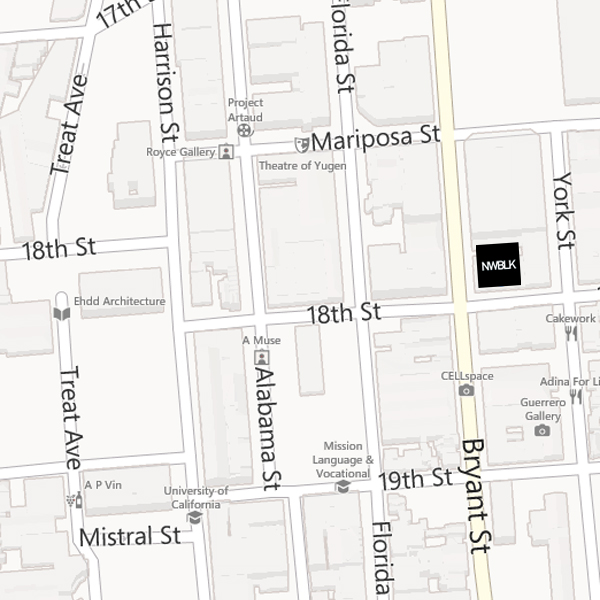 17th
Florida St
Harrison St
Treat Ave
Project
Artaud
Mariposa St
Royce Gallery
Theatre of Yugen
York St
18th St
NWBLK
Ehdd Architecture
18th St
Cakework
A Muse
CELLspace
Adina For Li
Treat Ave
Alabama St
Guerrero
Gallery
Mission
Language &
Vocational
Bryant St
19th St
A P Vin
University of
California
Mistral St
Florida